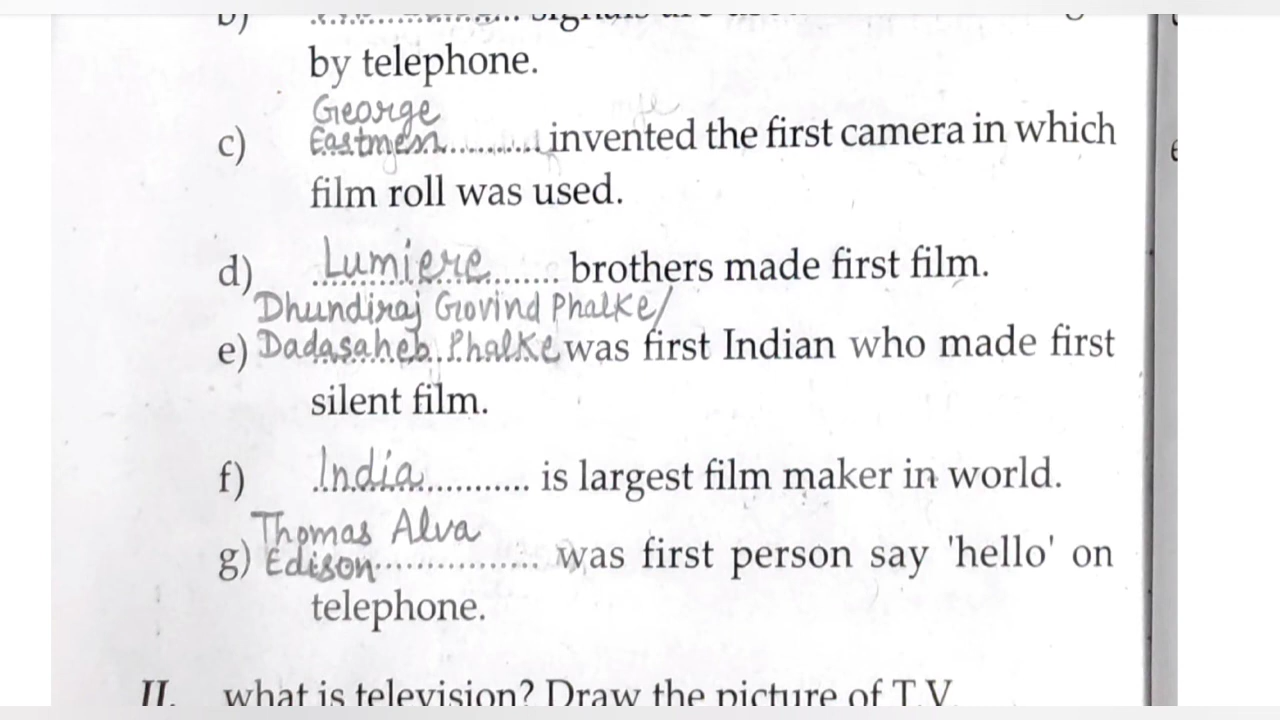 b) ................ signals are used
by telephone.
George
c) Eastmen.......... invented the first camera in which
film roll was used.
d) Lumiere....... brothers made first film.
Dhundiraj Govind Phalke/
e) Dadasaheb Phalke was first Indian who made first
silent film.
f) India.......... is largest film maker in world.
Thomas Alva
g) Edison................ was first person say 'hello' on
telephone.
II. what is television? Draw the picture of T.V.